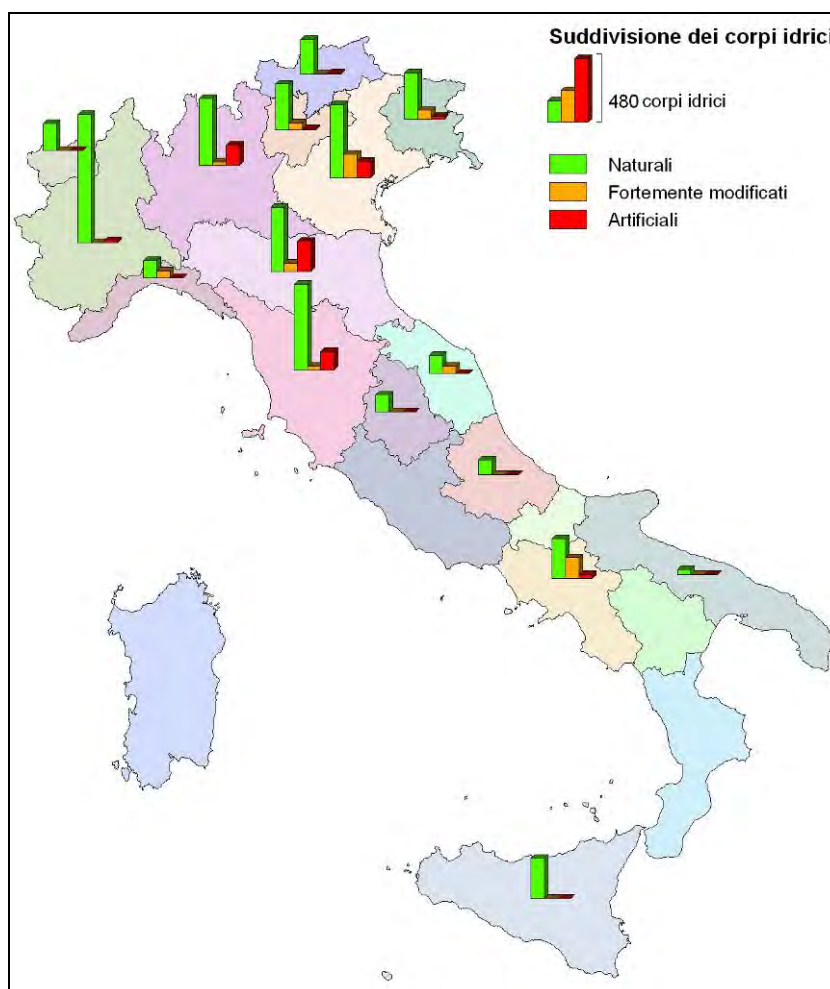 Suddivisione dei corpi idrici
480 corpi idrici
Naturali
Fortemente modificati
Artificiali